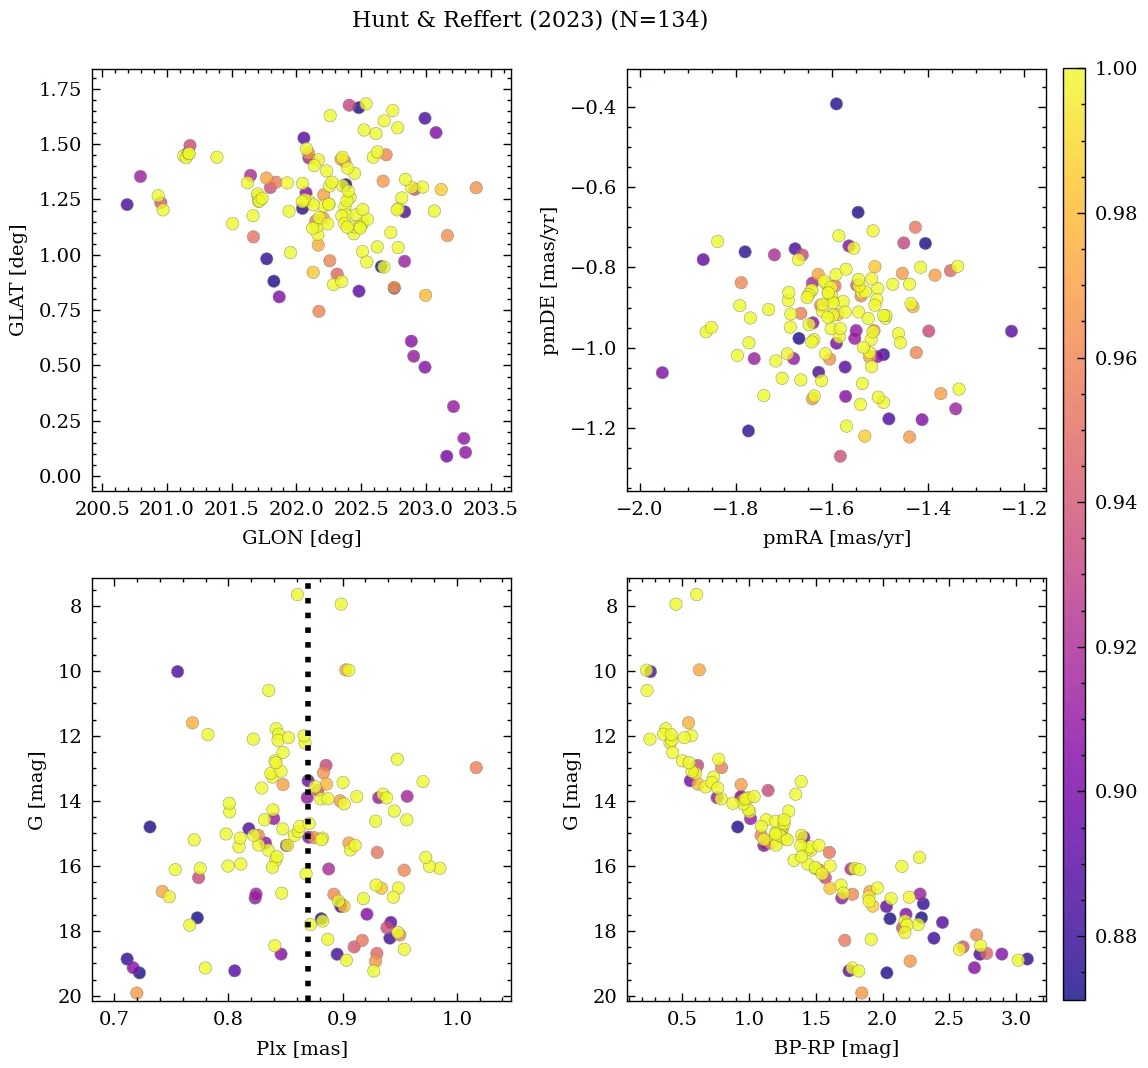 Hunt & Reffert (2023) (N=134)
1.75
1.50
1.25
1.00
0.75
0.50
0.25
0.00
GLAT [deg]
200.5 201.0 201.5 202.0 202.5 203.0 203.5
GLON [deg]
−0.4
−0.6
−0.8
−1.0
−1.2
pmDE [mas/yr]
−2.0 −1.8 −1.6 −1.4 −1.2
pmRA [mas/yr]
8
10
12
14
16
18
20
G [mag]
0.7 0.8 0.9 1.0
Plx [mas]
8
10
12
14
16
18
20
G [mag]
0.5 1.0 1.5 2.0 2.5 3.0
BP-RP [mag]
1.00
0.98
0.96
0.94
0.92
0.90
0.88